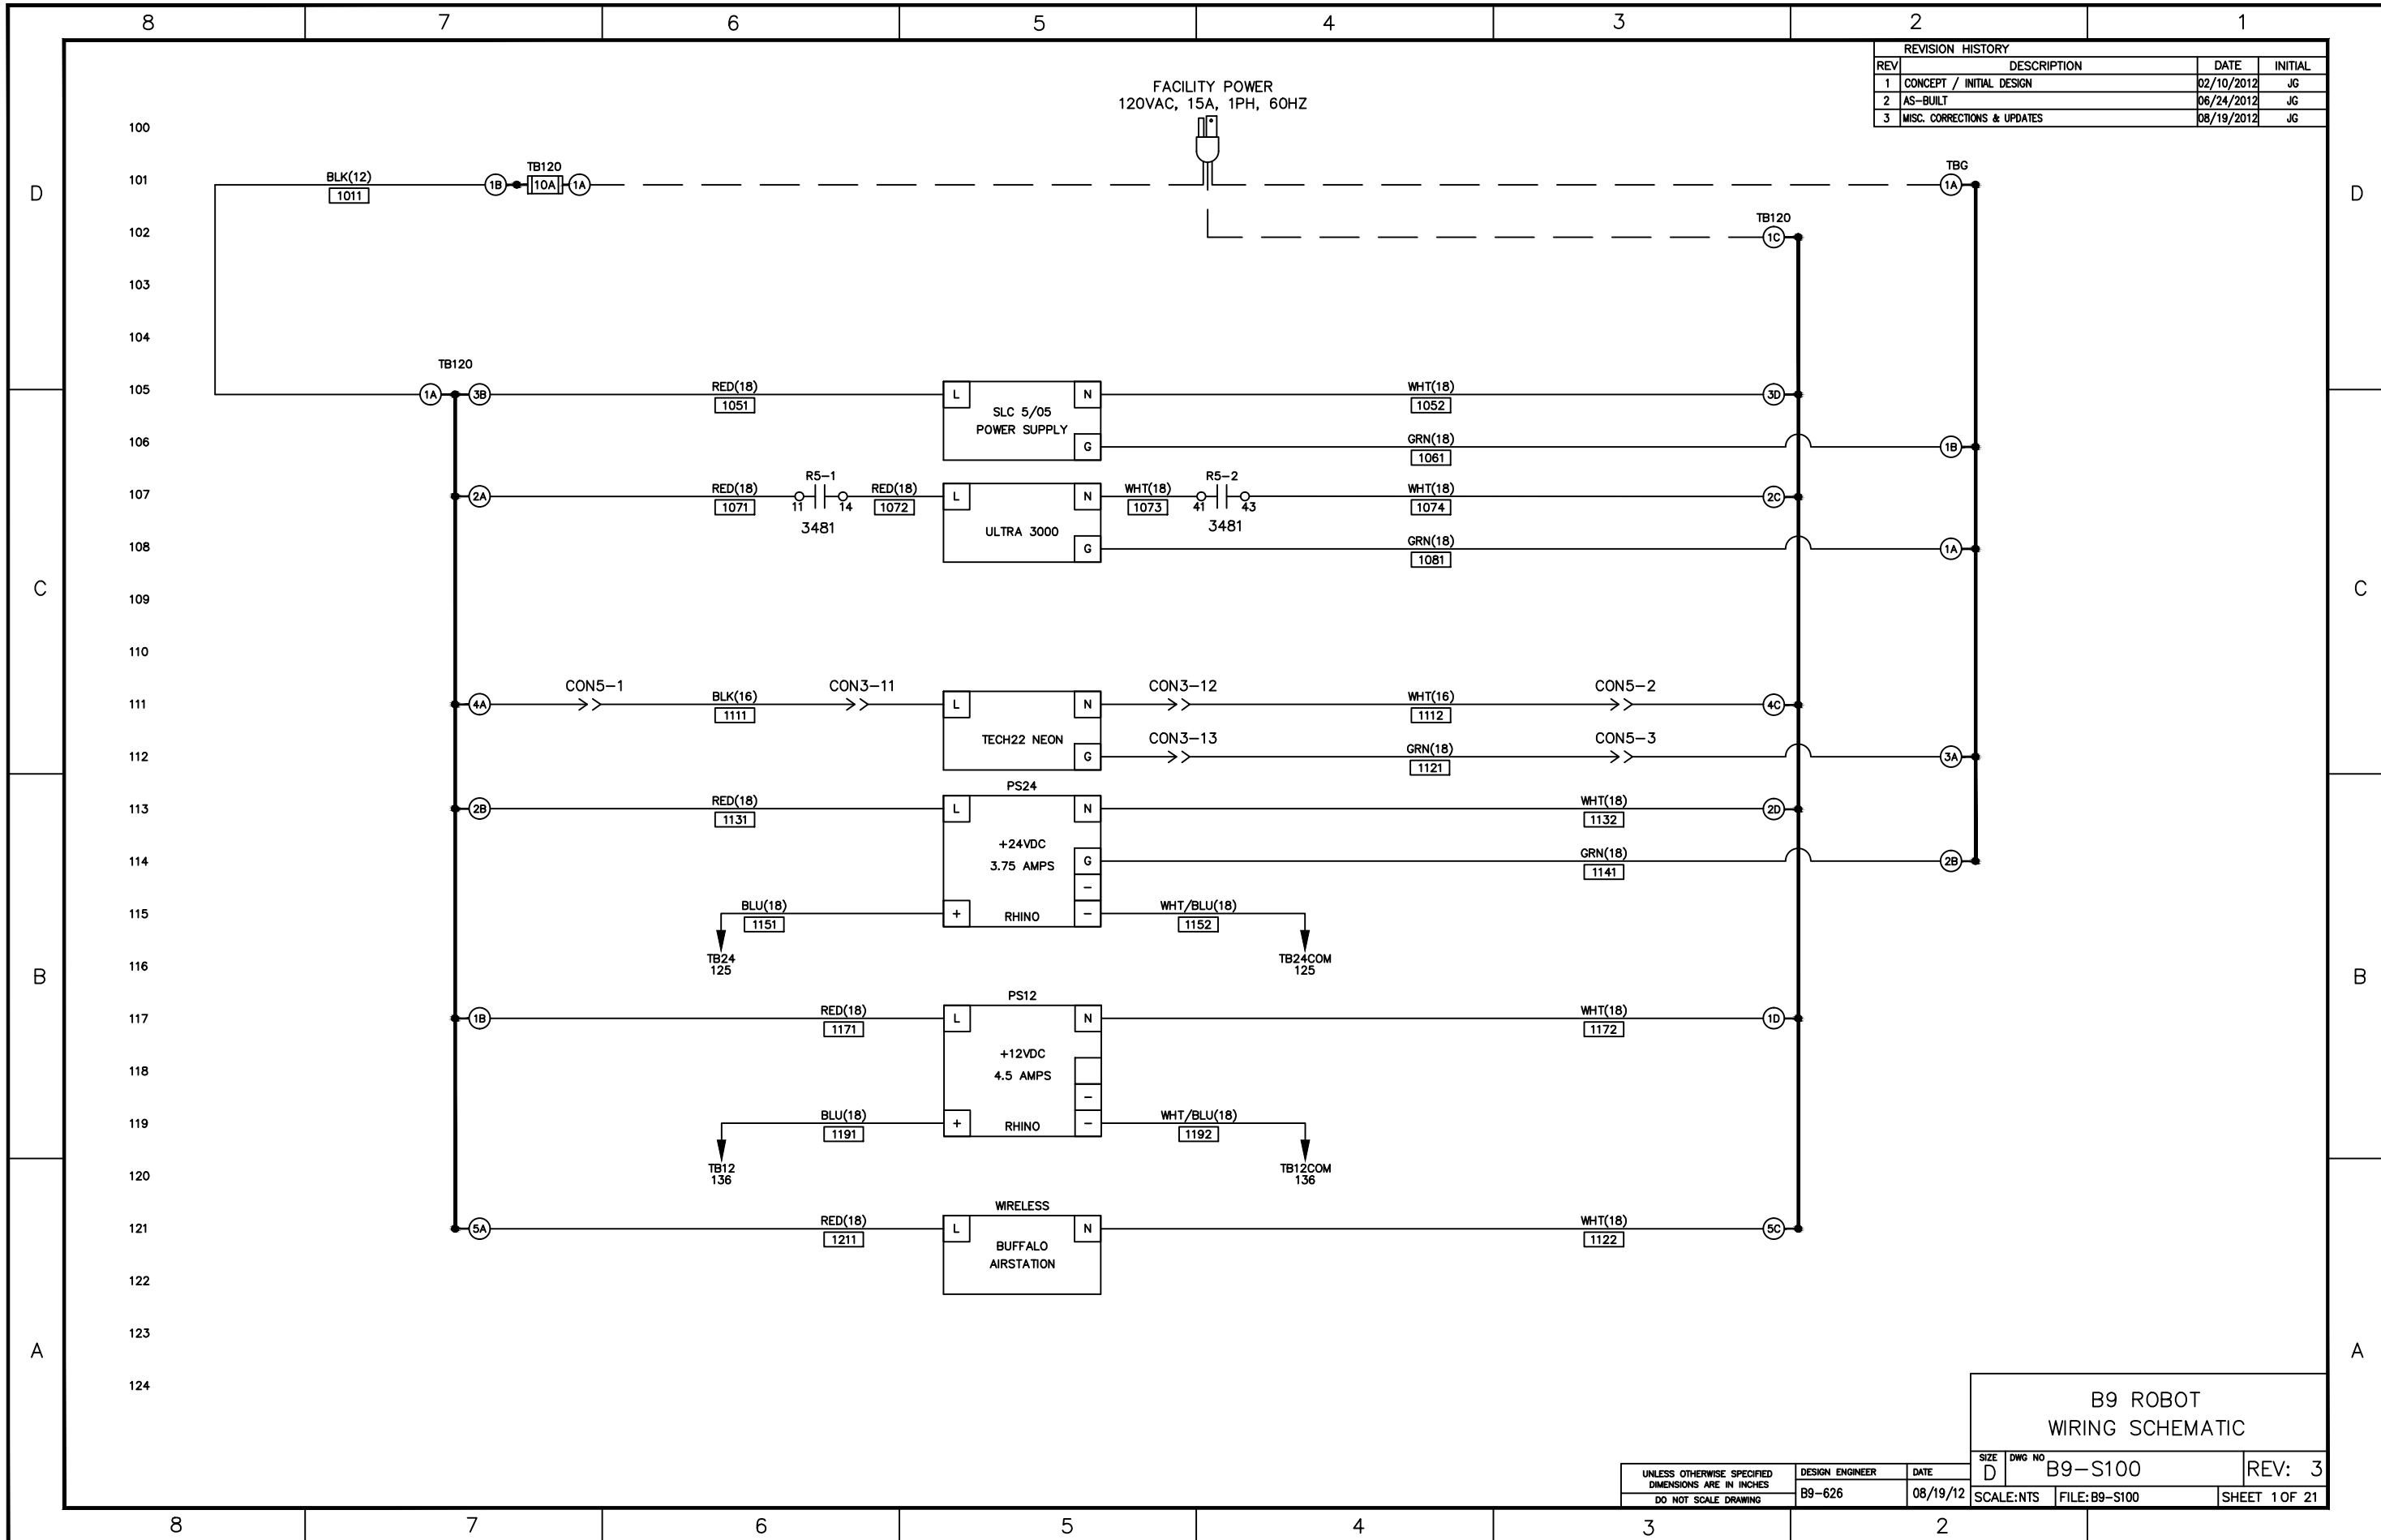 8 7 6 5 4 3 2 1
REVISION HISTORY
REV DESCRIPTION DATE INITIAL
1 CONCEPT / INITIAL DESIGN 02/10/2012 JG
2 AS-BUILT 06/24/2012 JG
3 MISC. CORRECTIONS & UPDATES 08/19/2012 JG
FACILITY POWER
120VAC, 15A, 1PH, 60HZ
100
TB120 TBG
101 BLK(12) 1B 10A 1A 1A
1011
D D
TB120
102 1C
103
104
TB120
105 1A 3B RED(18) L N WHT(18) 3D
1051 1052
SLC 5/05
POWER SUPPLY
106 G GRN(18) 1B
1061
R5-1 R5-2
107 2A RED(18) RED(18) L N WHT(18) WHT(18) 2C
1071 11 14 1072 1073 41 43 1074
3481 3481
ULTRA 3000
108 G GRN(18) 1A
1081
C C
109
110
CON5-1 CON3-11 CON3-12 CON5-2
111 4A BLK(16) L N WHT(16) 4C
1111 1112
TECH22 NEON
CON3-13 CON5-3
112 G GRN(18) 3A
1121
PS24
113 2B RED(18) L N WHT(18) 2D
1131 1132
+24VDC
114 3.75 AMPS G GRN(18) 2B
1141
-
115 BLU(18) + RHINO - WHT/BLU(18)
1151 1152
TB24 TB24COM
116
125 125
B B
PS12
117 1B RED(18) L N WHT(18) 1D
1171 1172
+12VDC
118 4.5 AMPS
-
119 BLU(18) + RHINO - WHT/BLU(18)
1191 1192
TB12 TB12COM
120
136 136
WIRELESS
121 5A RED(18) L N WHT(18) 5C
1211 1122
BUFFALO
AIRSTATION
122
123
A A
124
B9 ROBOT
WIRING SCHEMATIC
UNLESS OTHERWISE SPECIFIED
DIMENSIONS ARE IN INCHES
DO NOT SCALE DRAWING
DESIGN ENGINEER
B9-626
DATE
08/19/12
SIZE
D
DWG NO
B9-S100
REV: 3
SCALE:NTS FILE:B9-S100 SHEET 1 OF 21
8 7 6 5 4 3 2